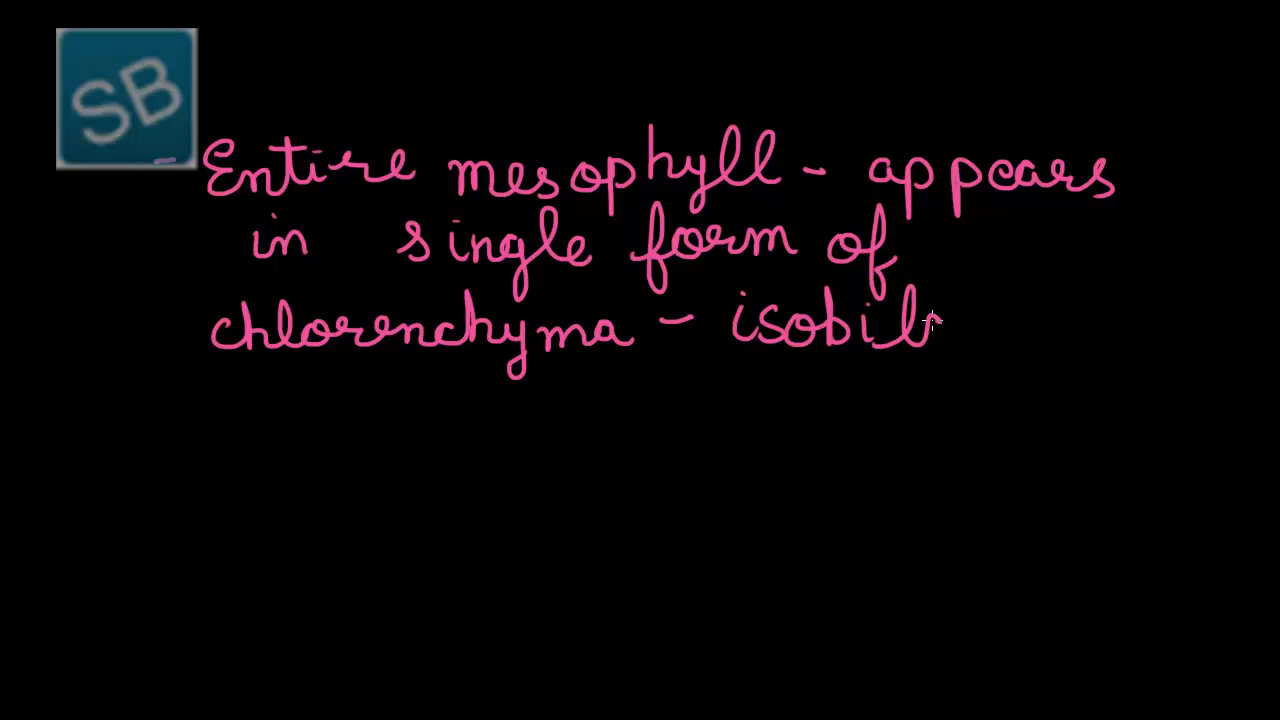 SB
- Entire mesophyll - appears
in single form of
chlorenchyma - isobil